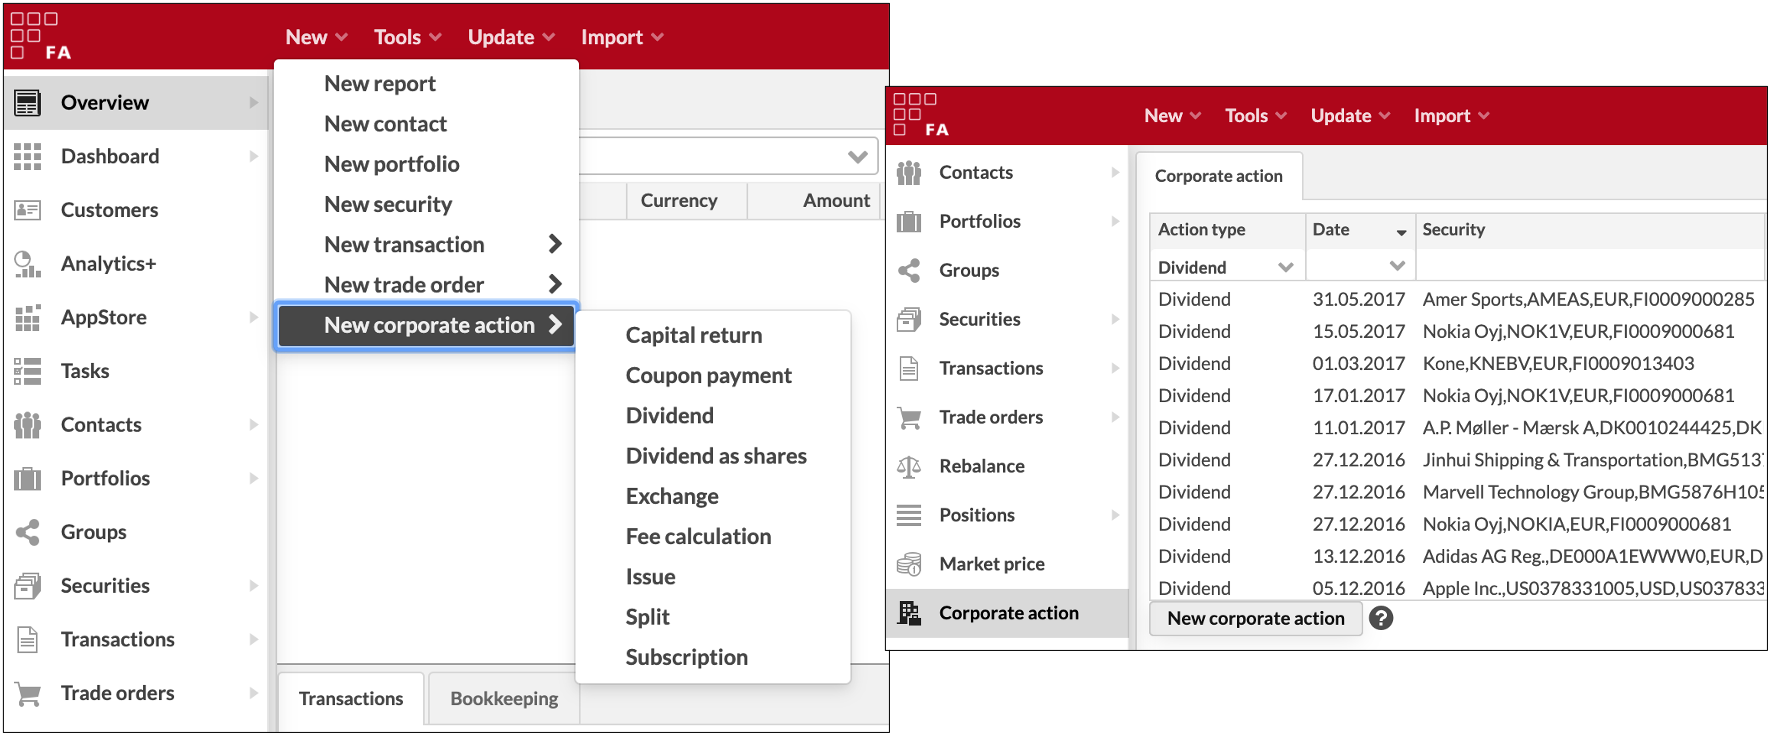 FA
New Tools Update Import
Overview
Dashboard
Customers
Analytics+
AppStore
Tasks
Contacts
Portfolios
Groups
Securities
Transactions
Trade orders
New report
New contact
New portfolio
New security
New transaction
New trade order
New corporate action
Capital return
Coupon payment
Dividend
Dividend as shares
Exchange
Fee calculation
Issue
Split
Subscription
Currency Amount
Transactions Bookkeeping
FA
New Tools Update Import
Contacts
Portfolios
Groups
Securities
Transactions
Trade orders
Rebalance
Positions
Market price
Corporate action
Corporate action
Action type Date Security
Dividend
Dividend 31.05.2017 Amer Sports,AMEAS,EUR,FI0009000285
Dividend 15.05.2017 Nokia Oyj,NOK1V,EUR,FI0009000681
Dividend 01.03.2017 Kone,KNEBV,EUR,FI0009013403
Dividend 17.01.2017 Nokia Oyj,NOK1V,EUR,FI0009000681
Dividend 11.01.2017 A.P. Møller - Mærsk A,DK0010244425,DK
Dividend 27.12.2016 Jinhui Shipping & Transportation,BMG5137
Dividend 27.12.2016 Marvell Technology Group,BMG5876H105
Dividend 27.12.2016 Nokia Oyj,NOKIA,EUR,FI0009000681
Dividend 13.12.2016 Adidas AG Reg.,DE000A1EWWW0,EUR,D
Dividend 05.12.2016 Apple Inc.,US0378331005,USD,US037833
New corporate action ?